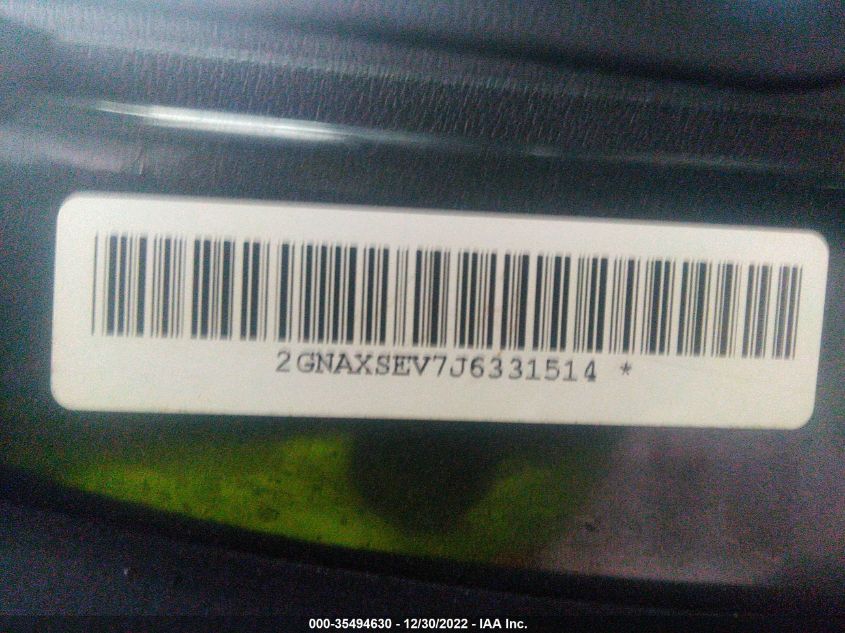 2GNAXSEV7J6331514 *
000-35494630 - 12/30/2022 - IAA Inc.